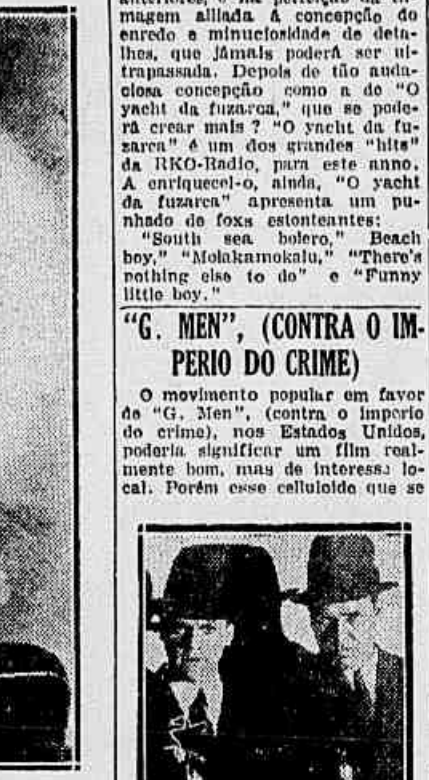 magem alliada á concepção do
enredo e minuciosidade de deta-
lhes, que jámais poderá ser ul-
trapassada. Depois de tão auda-
ciosa concepção como a de "O
yacht da fuzarca," que se pode-
rá crear mais? "O yacht da fu-
zarca" é um dos grandes "hits"
da RKO-Radio, para este anno.
A enriquecel-o, ainda, "O yacht
da fuzarca" apresenta um pu-
nhado de foxs estonteantes:
"South sea bolero," Beach
boy," "Molakamokalu," "There's
nothing else to do" e "Funny
little boy."
"G. MEN", (CONTRA O IM-
PERIO DO CRIME)
O movimento popular em favor
de "G. Men", (contra o imperio
do crime), nos Estados Unidos,
poderia significar um film real-
mente bom, mas de interesse lo-
cal. Porém esse celluloide que se